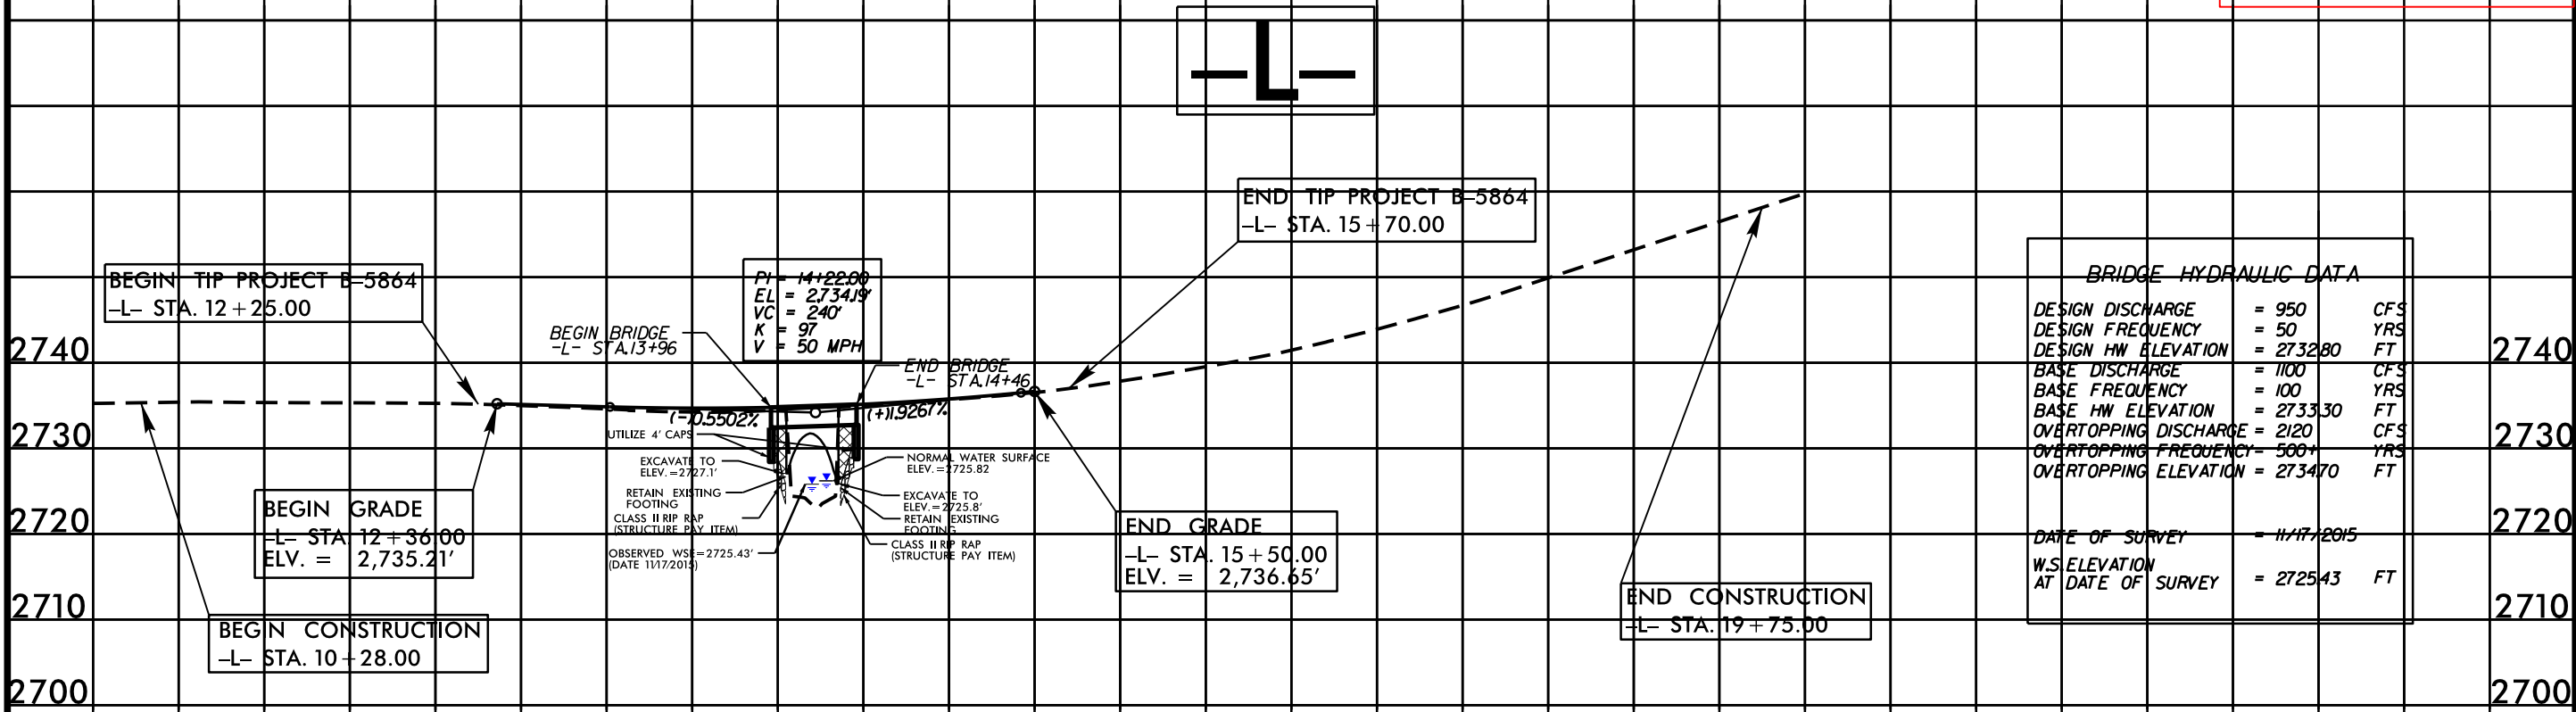 -L-
END TIP PROJECT B-5864
-L- STA. 15+70.00
BEGIN TIP PROJECT B-5864
-L- STA. 12+25.00
PI = 14+22.00
EL = 2,734.19'
VC = 240'
K = 97
V = 50 MPH
BEGIN BRIDGE
-L- STA.13+96
END BRIDGE
-L- STA.14+46
(-)0.5502%
(+)1.9267%
2740
2730
2720
2710
2700
UTILIZE 4' CAPS
EXCAVATE TO
ELEV.=2727.1'
RETAIN EXISTING
FOOTING
CLASS II RIP RAP
(STRUCTURE PAY ITEM)
OBSERVED WSE=2725.43'
(DATE 11/17/2015)
NORMAL WATER SURFACE
ELEV.=2725.82
EXCAVATE TO
ELEV.=2725.8'
RETAIN EXISTING
FOOTING
CLASS II RIP RAP
(STRUCTURE PAY ITEM)
BEGIN GRADE
-L- STA. 12+36.00
ELV. = 2,735.21'
END GRADE
-L- STA. 15+50.00
ELV. = 2,736.65'
BEGIN CONSTRUCTION
-L- STA. 10+28.00
END CONSTRUCTION
-L- STA. 19+75.00
BRIDGE HYDRAULIC DATA
DESIGN DISCHARGE = 950 CFS
DESIGN FREQUENCY = 50 YRS
DESIGN HW ELEVATION = 2732.80 FT
BASE DISCHARGE = 1100 CFS
BASE FREQUENCY = 100 YRS
BASE HW ELEVATION = 2733.30 FT
OVERTOPPING DISCHARGE = 2120 CFS
OVERTOPPING FREQUENCY= 500+ YRS
OVERTOPPING ELEVATION = 2734.70 FT
DATE OF SURVEY = 11/17/2015
W.S.ELEVATION
AT DATE OF SURVEY = 2725.43 FT
2740
2730
2720
2710
2700